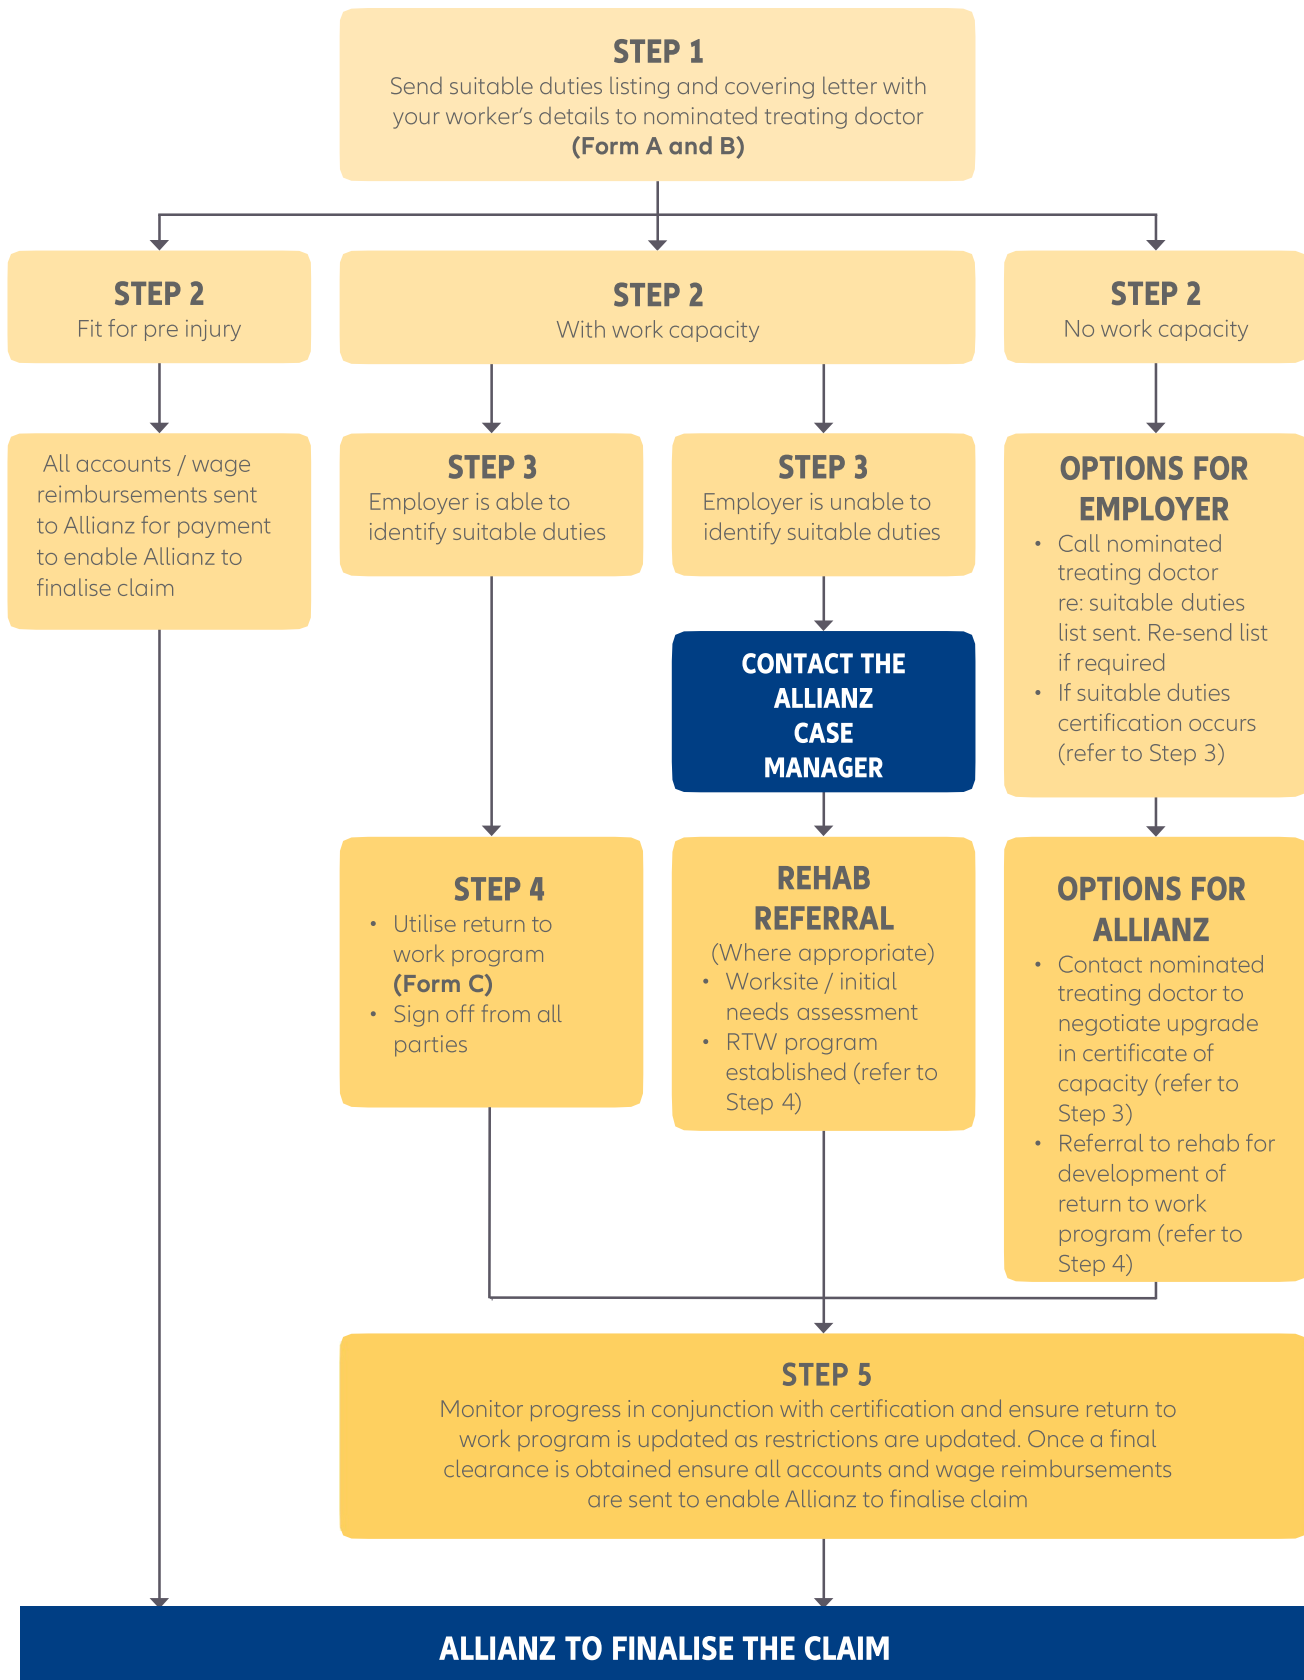 STEP 1
Send suitable duties listing and covering letter with
your worker's details to nominated treating doctor
(Form A and B)
STEP 2
Fit for pre injury
STEP 2
With work capacity
STEP 2
No work capacity
All accounts / wage
reimbursements sent
to Allianz for payment
to enable Allianz to
finalise claim
STEP 3
Employer is able to
identify suitable duties
STEP 3
Employer is unable to
identify suitable duties
CONTACT THE
ALLIANZ
CASE
MANAGER
OPTIONS FOR
EMPLOYER
• Call nominated
treating doctor
re: suitable duties
list sent. Re-send list
if required
• If suitable duties
certification occurs
(refer to Step 3)
STEP 4
• Utilise return to
work program
(Form C)
• Sign off from all
parties
REHAB
REFERRAL
(Where appropriate)
• Worksite / initial
needs assessment
• RTW program
established (refer to
Step 4)
OPTIONS FOR
ALLIANZ
• Contact nominated
treating doctor to
negotiate upgrade
in certificate of
capacity (refer to
Step 3)
• Referral to rehab for
development of
return to work
program (refer to
Step 4)
STEP 5
Monitor progress in conjunction with certification and ensure return to
work program is updated as restrictions are updated. Once a final
clearance is obtained ensure all accounts and wage reimbursements
are sent to enable Allianz to finalise claim
ALLIANZ TO FINALISE THE CLAIM